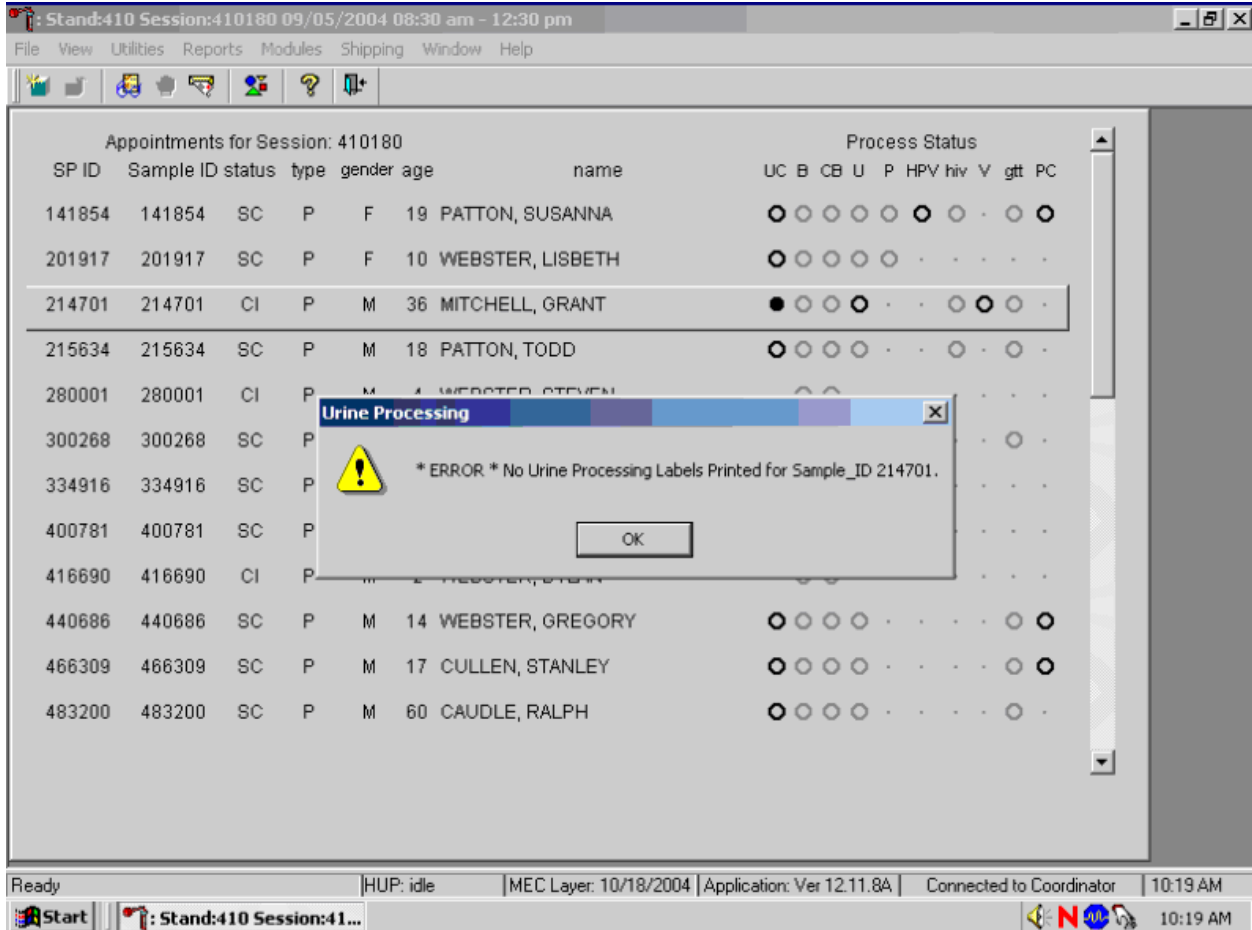 : Stand:410 Session:410180 09/05/2004 08:30 am - 12:30 pm
File View Utilities Reports Modules Shipping Window Help
Appointments for Session: 410180 Process Status
SP ID Sample ID status type gender age name UC B CB U P HPV hiv V gtt PC
141854 141854 SC P F 19 PATTON, SUSANNA
201917 201917 SC P F 10 WEBSTER, LISBETH
214701 214701 CI P M 36 MITCHELL, GRANT
215634 215634 SC P M 18 PATTON, TODD
280001 280001 CI P M 4 WEBSTER, STEVEN
300268 300268 SC P
334916 334916 SC P
400781 400781 SC P
416690 416690 CI P
Urine Processing
* ERROR * No Urine Processing Labels Printed for Sample_ID 214701.
OK
440686 440686 SC P M 14 WEBSTER, GREGORY
466309 466309 SC P M 17 CULLEN, STANLEY
483200 483200 SC P M 60 CAUDLE, RALPH
Ready HUP: idle MEC Layer: 10/18/2004 Application: Ver 12.11.8A Connected to Coordinator 10:19 AM
Start : Stand:410 Session:41... N 10:19 AM